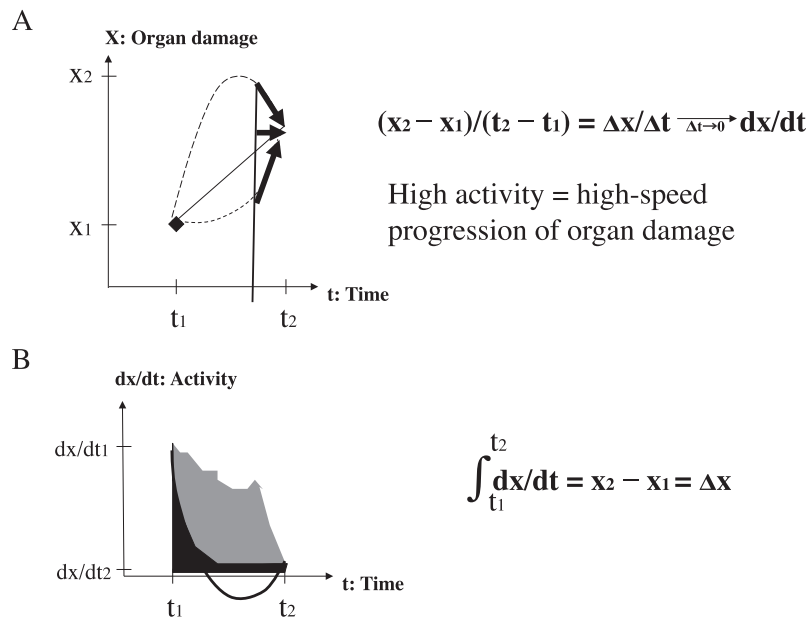 A
X: Organ damage
X2
(x2 − x1)/(t2 − t1) = Δx/Δt Δt→0 dx/dt
High activity = high-speed
progression of organ damage
X1
t: Time
t1 t2
B
dx/dt: Activity
dx/dt1
∫t1t2 dx/dt = x2 − x1 = Δx
dx/dt2
t: Time
t1 t2